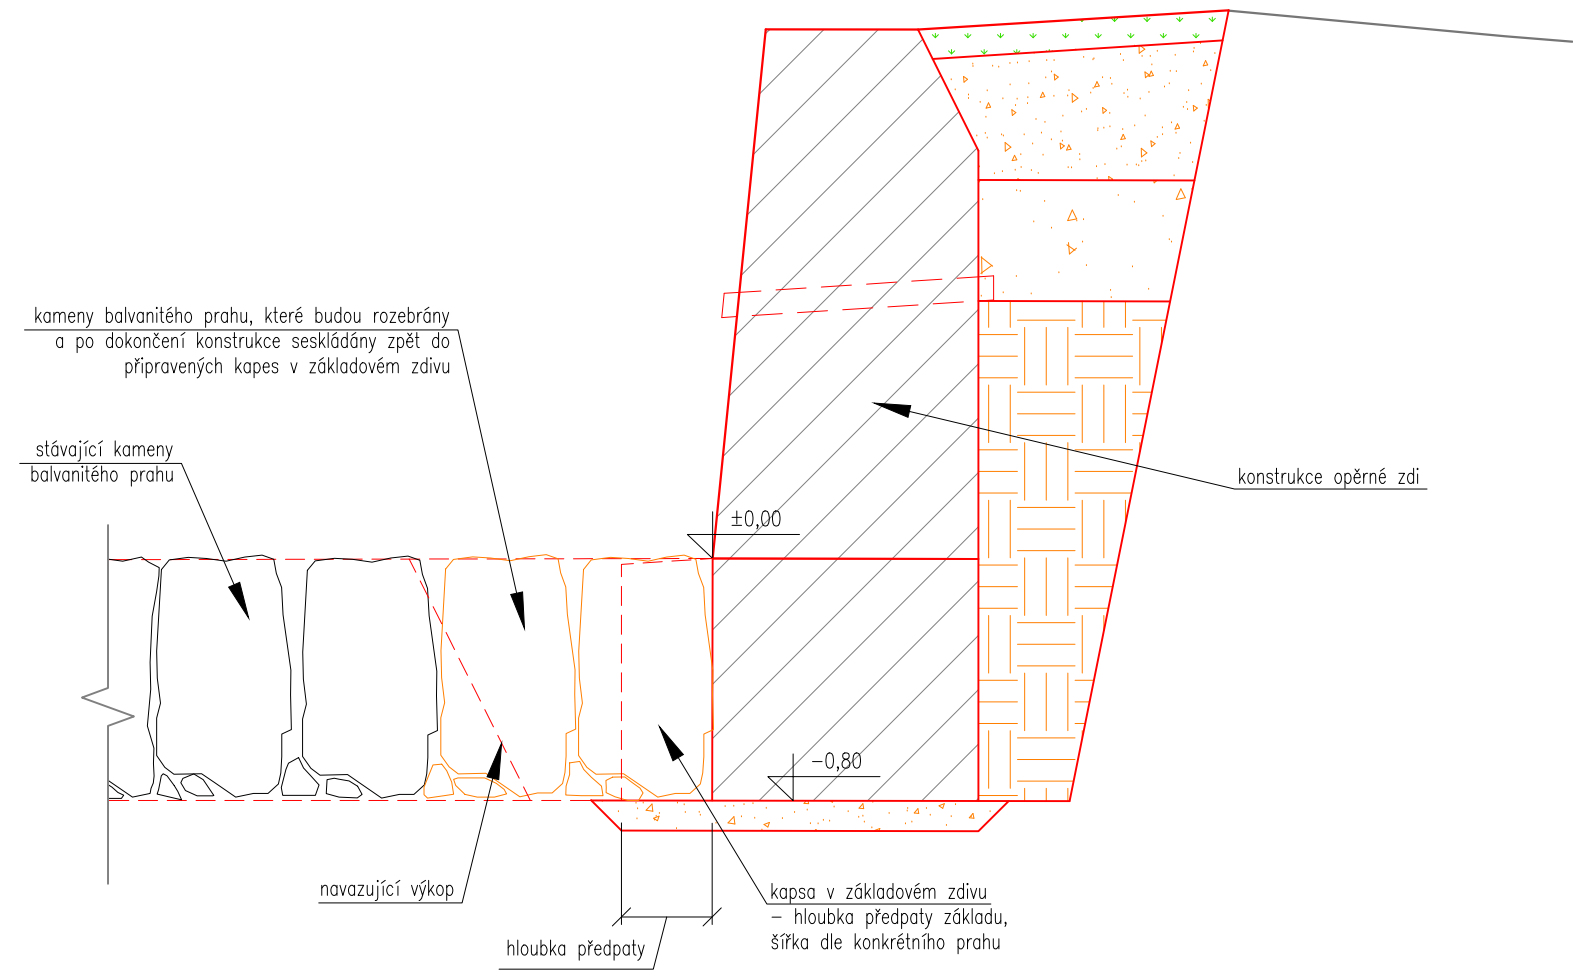 kameny balvanitého prahu, které budou rozebrány
a po dokončení konstrukce seskládány zpět do
připravených kapes v základovém zdivu
stávající kameny
balvanitého prahu
konstrukce opěrné zdi
±0,00
-0,80
navazující výkop
kapsa v základovém zdivu
- hloubka předpaty základu,
šířka dle konkrétního prahu
hloubka předpaty